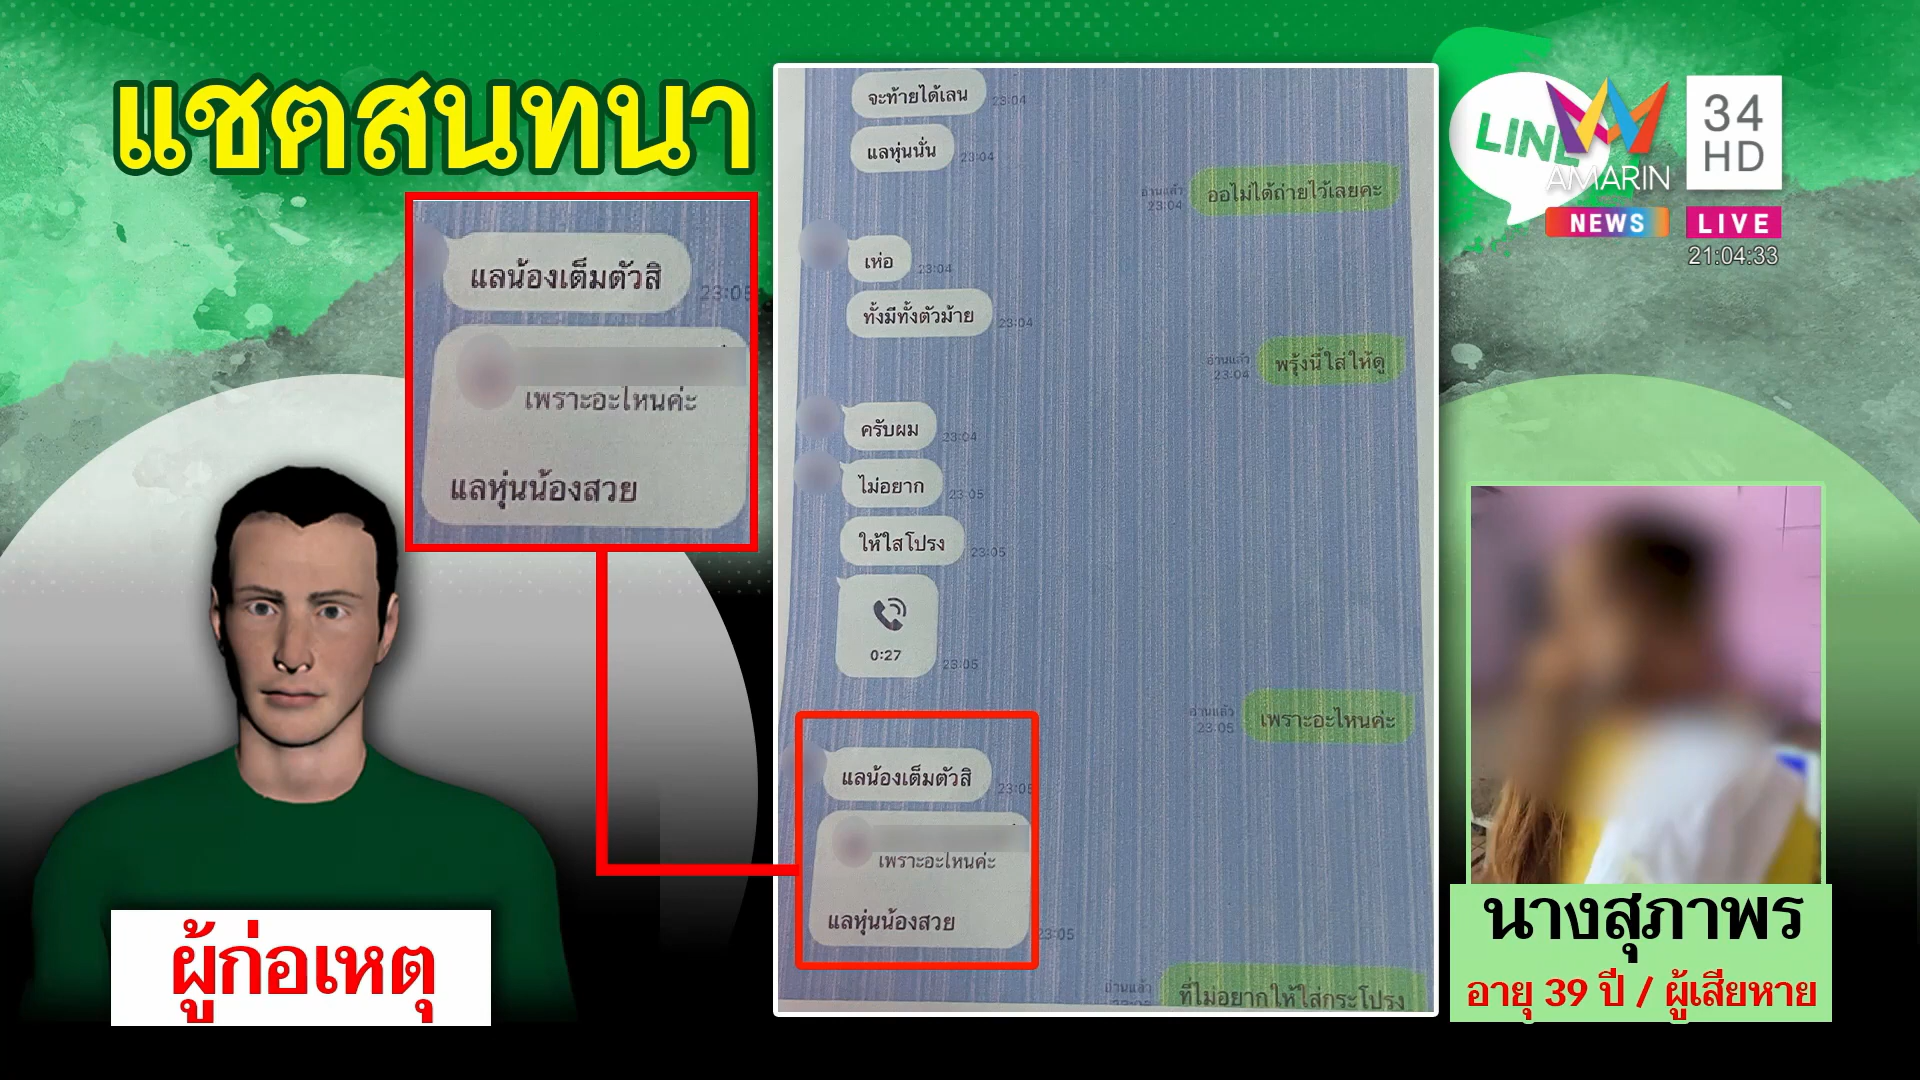 แชตสนทนา
แลน้องเต็มตัวสิ
23:05
เพราะอะไหนค่ะ
แลหุ่นน้องสวย
ผู้ก่อเหตุ
จะท้ายได้เลน
23:04
แลหุ่นนั่น
23:04
อ่านแล้ว
23:04
ออไม่ได้ถ่ายไว้เลยคะ
เห่อ
23:04
ทั้งมีทั้งตัวม้าย
23:04
อ่านแล้ว
23:04
พรุ้งนี้ใส่ให้ดู
ครับผม
23:04
ไม่อยาก
23:05
ให้ใส่โปรง
23:05
0:27
23:05
อ่านแล้ว
23:05
เพราะอะไหนค่ะ
แลน้องเต็มตัวสิ
23:05
เพราะอะไหนค่ะ
แลหุ่นน้องสวย
23:05
อ่านแล้ว
ที่ไม่อยากให้ใส่กระโปรง
LINE
AMARIN
NEWS
34
HD
LIVE
21:04:33
นางสุภาพร
อายุ 39 ปี / ผู้เสียหาย